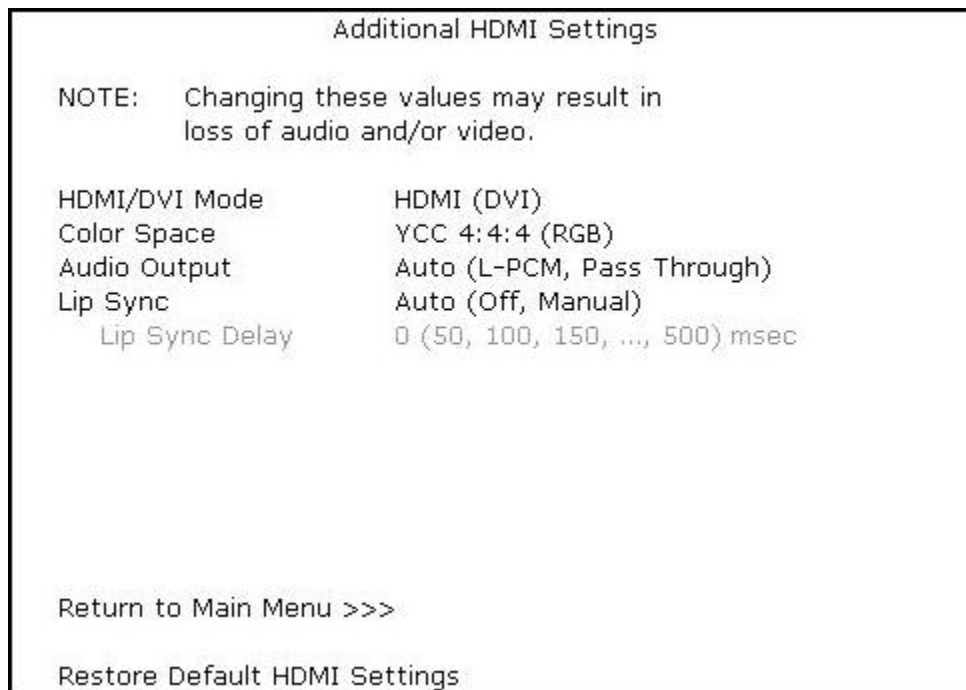 Additional HDMI Settings
NOTE: Changing these values may result in
loss of audio and/or video.
HDMI/DVI Mode HDMI (DVI)
Color Space YCC 4:4:4 (RGB)
Audio Output Auto (L-PCM, Pass Through)
Lip Sync Auto (Off, Manual)
Lip Sync Delay 0 (50, 100, 150, ..., 500) msec
Return to Main Menu >>>
Restore Default HDMI Settings